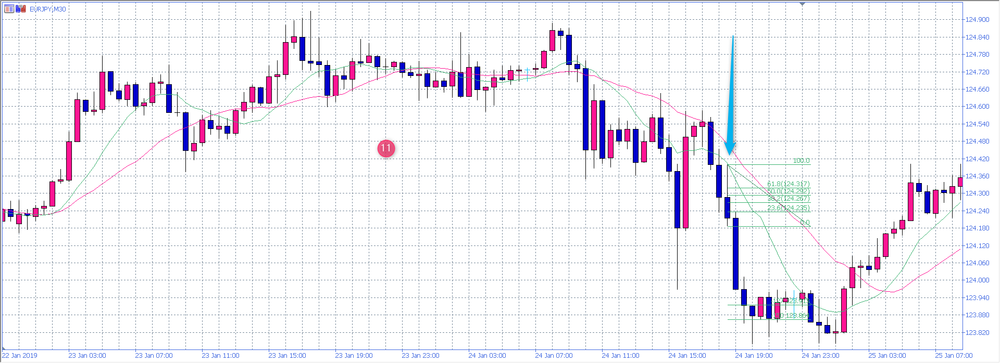 EURJPY,M30
124.900
124.840
124.780
124.720
124.660
124.600
124.540
124.480
124.420
124.360
124.300
124.240
124.180
124.120
124.060
124.000
123.940
123.880
123.820
11
100.0
61.8(124.317)
50.0(124.292)
38.2(124.267)
23.6(124.235)
0.0
22 Jan 2019
23 Jan 03:00
23 Jan 07:00
23 Jan 11:00
23 Jan 15:00
23 Jan 19:00
23 Jan 23:00
24 Jan 03:00
24 Jan 07:00
24 Jan 11:00
24 Jan 15:00
24 Jan 19:00
24 Jan 23:00
25 Jan 03:00
25 Jan 07:00